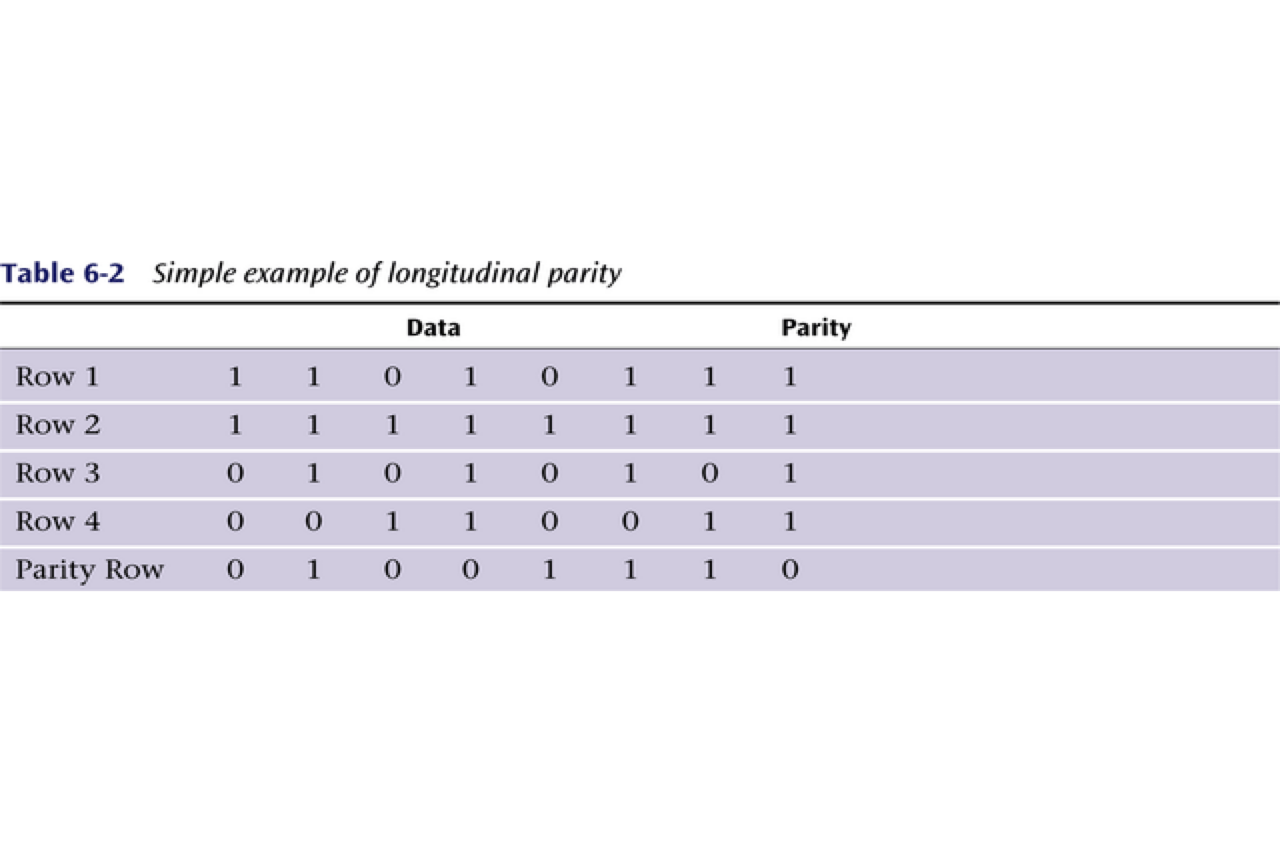 Table 6-2 Simple example of longitudinal parity
Data Parity
Row 1 1 1 0 1 0 1 1 1
Row 2 1 1 1 1 1 1 1 1
Row 3 0 1 0 1 0 1 0 1
Row 4 0 0 1 1 0 0 1 1
Parity Row 0 1 0 0 1 1 1 0